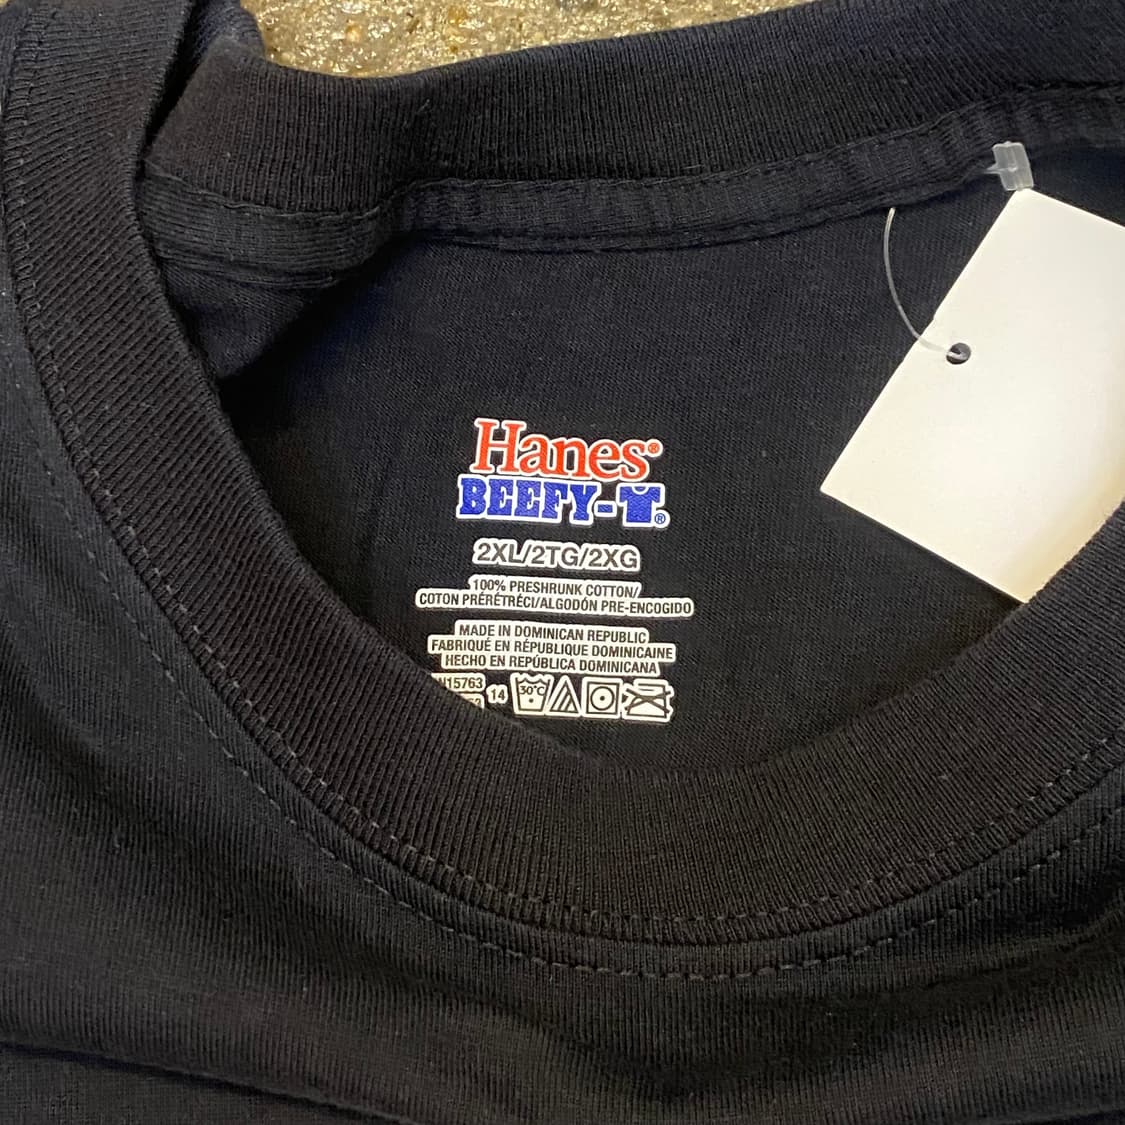 Hanes®
BEEFY-T®
2XL/2TG/2XG
100% PRESHRUNK COTTON/
COTON PRÉRÉTRÉCI/ALGODÓN PRE-ENCOGIDO
MADE IN DOMINICAN REPUBLIC
FABRIQUÉ EN RÉPUBLIQUE DOMINICAINE
HECHO EN REPÚBLICA DOMINICANA
14 30°C